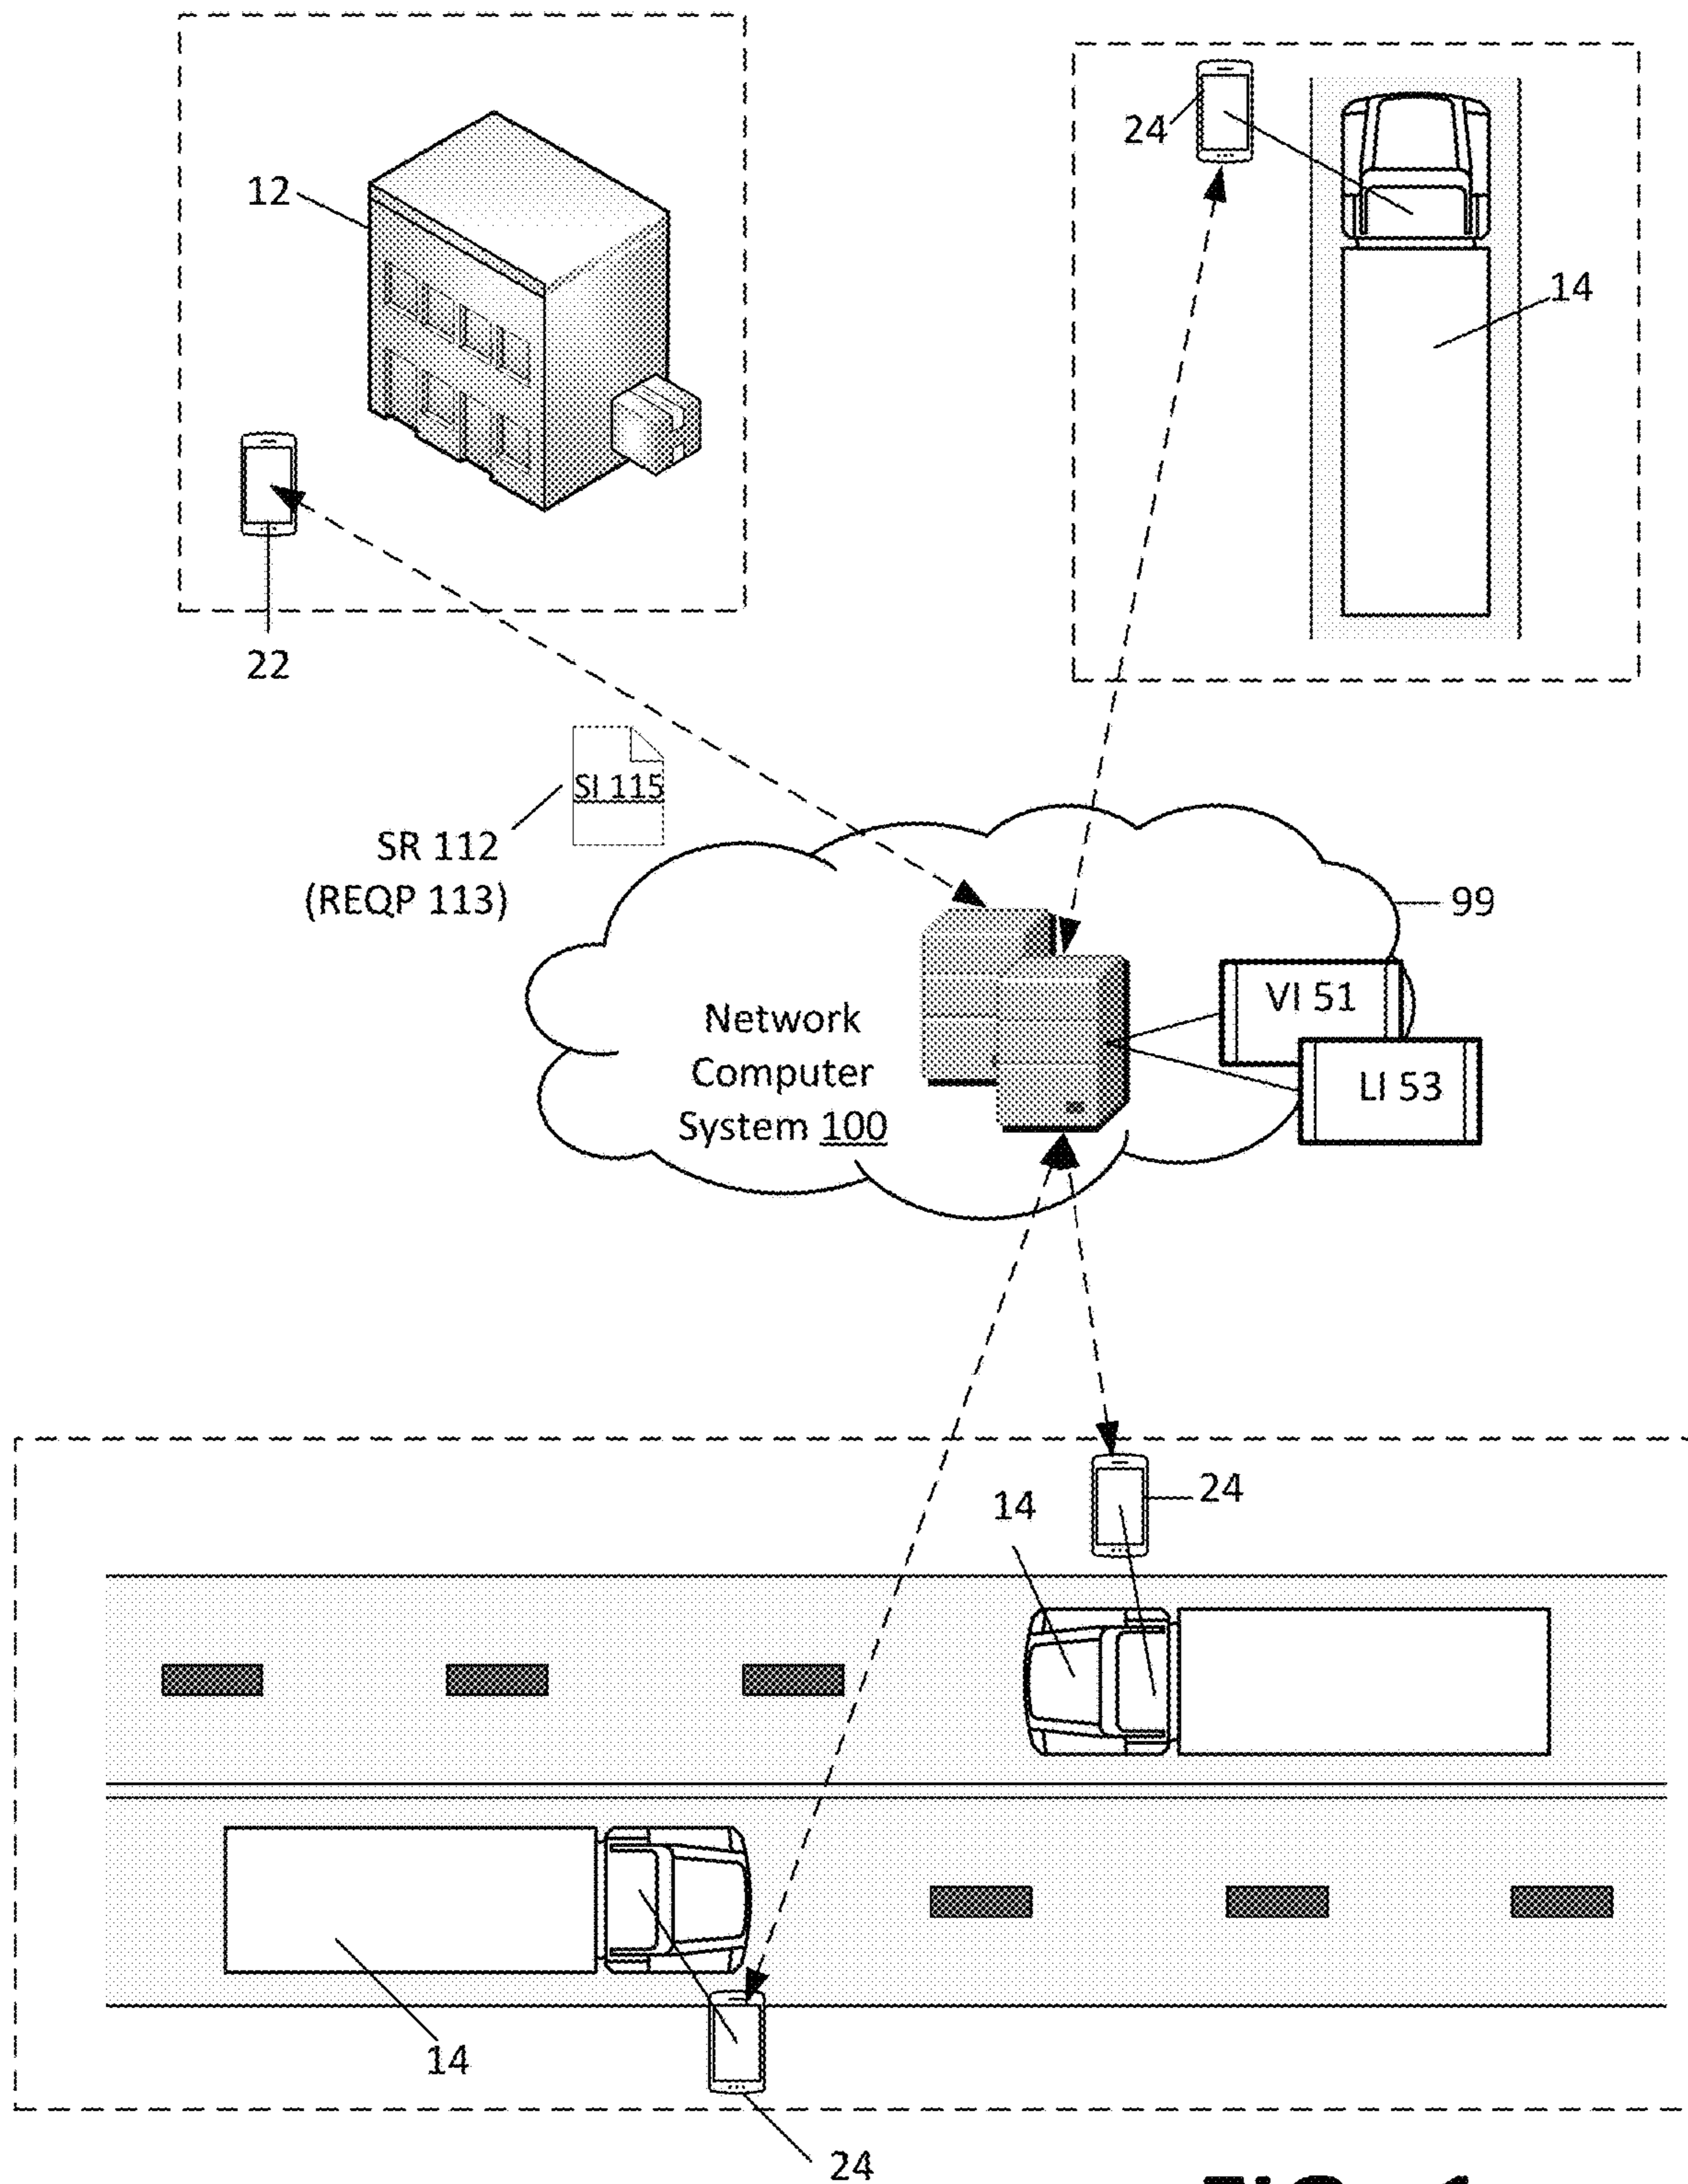 12
24
14
22
SI 115
SR 112
(REQP 113)
99
VI 51
Network
Computer
System 100
LI 53
24
14
14
24